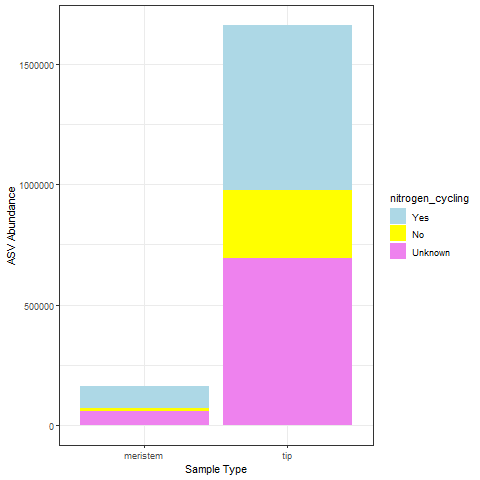 1500000
1000000
500000
0
ASV Abundance
meristem
tip
Sample Type
nitrogen_cycling
Yes
No
Unknown